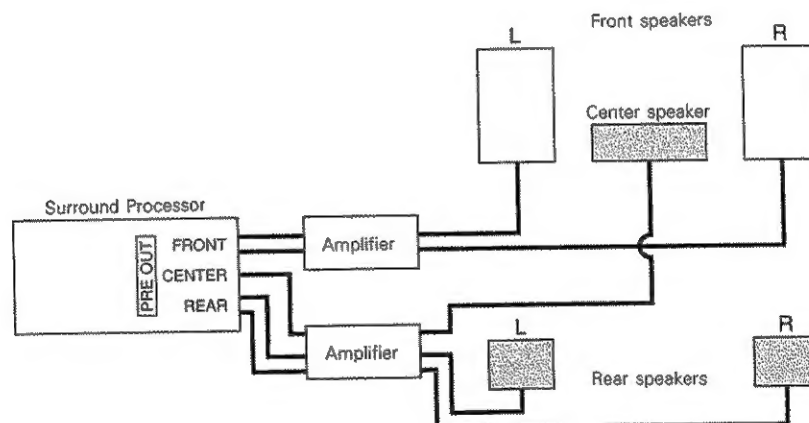 Front speakers
L
R
Center speaker
Surround Processor
PRE OUT
FRONT
CENTER
REAR
Amplifier
Amplifier
L
R
Rear speakers